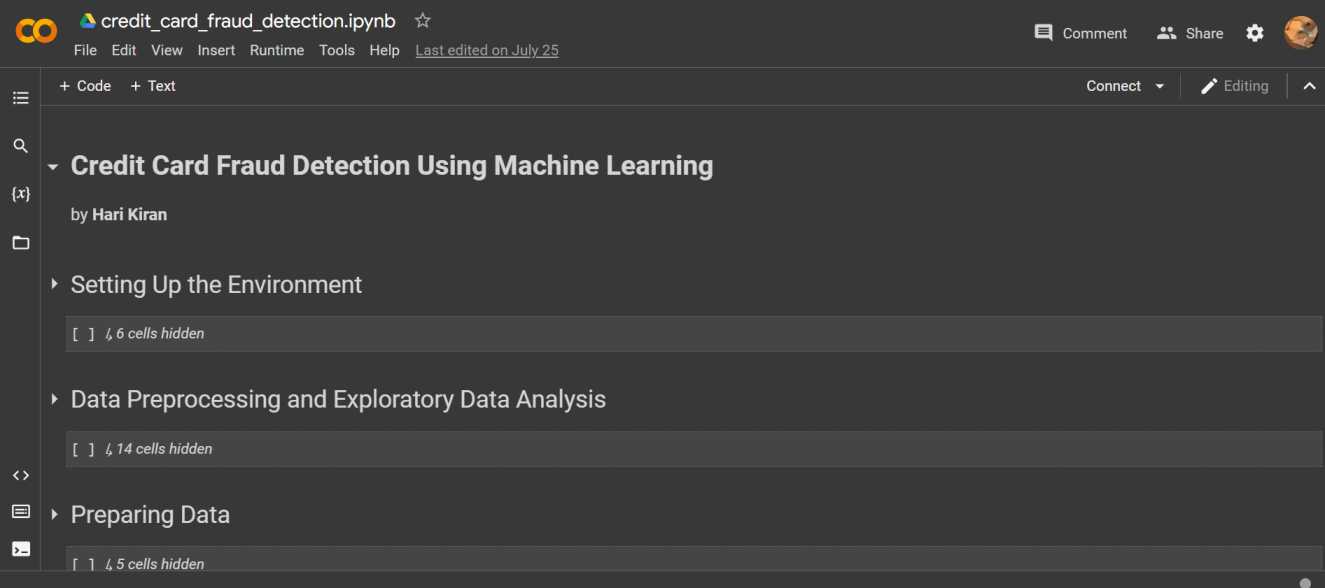 credit_card_fraud_detection.ipynb
File Edit View Insert Runtime Tools Help Last edited on July 25
Comment Share
+ Code + Text
Connect Editing
Credit Card Fraud Detection Using Machine Learning
by Hari Kiran
{x}
Setting Up the Environment
[ ] ↳ 6 cells hidden
Data Preprocessing and Exploratory Data Analysis
[ ] ↳ 14 cells hidden
Preparing Data
[ ] ↳ 5 cells hidden